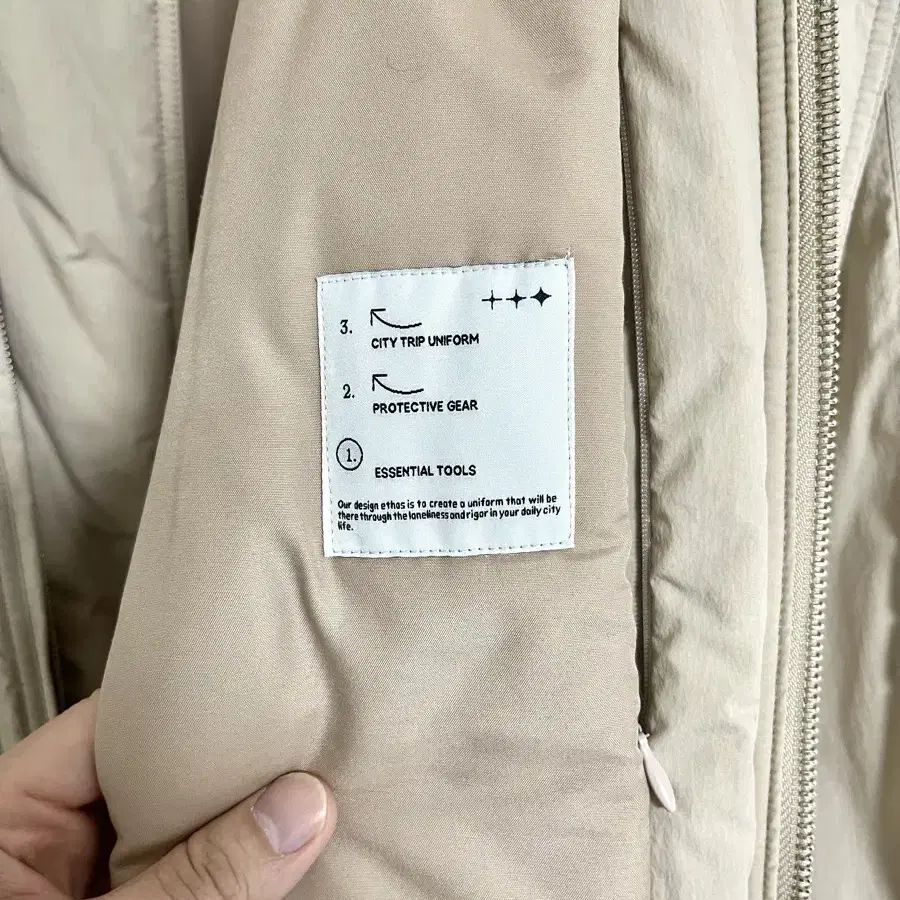 3.
CITY TRIP UNIFORM
2.
PROTECTIVE GEAR
1.
ESSENTIAL TOOLS
Our design ethos is to create a uniform that will be
there through the loneliness and rigor in your daily city
life.